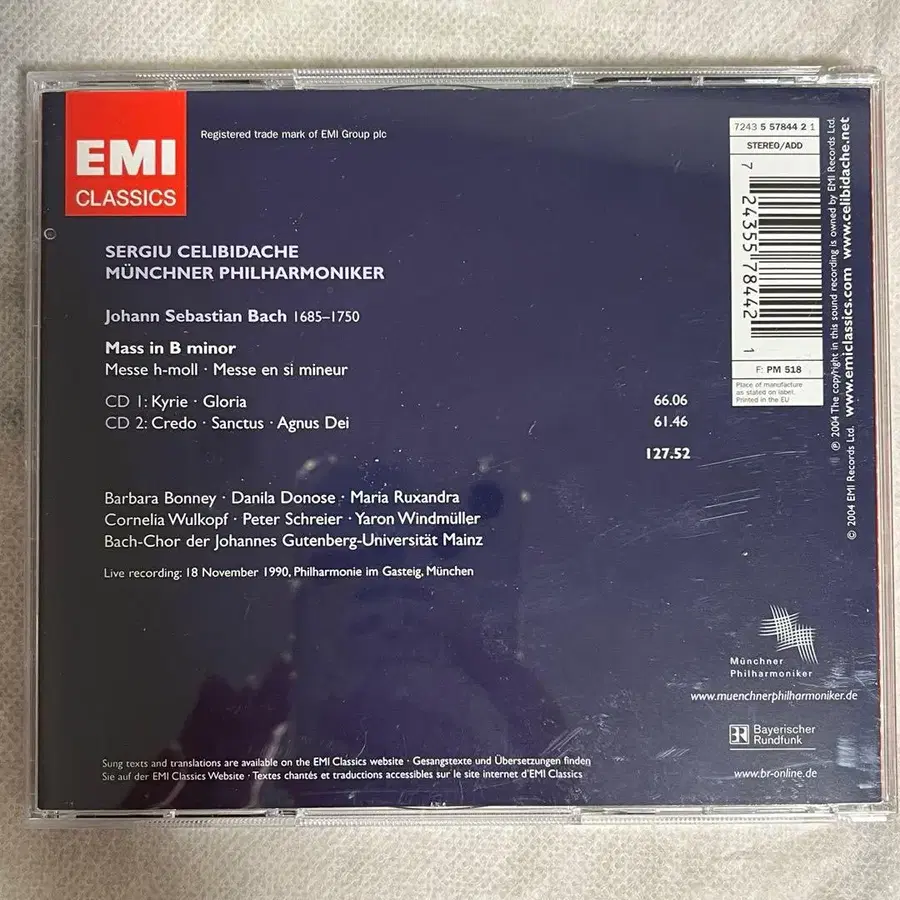 EMI
CLASSICS
Registered trade mark of EMI Group plc
7243 5 57844 2 1
STEREO/ADD
7 24355 78442 1
F: PM 518
Place of manufacture
as stated on label.
Printed in the EU
℗ 2004 The copyright in this sound recording is owned by EMI Records Ltd.
© 2004 EMI Records Ltd. www.emiclassics.com www.celibidache.net
SERGIU CELIBIDACHE
MÜNCHNER PHILHARMONIKER
Johann Sebastian Bach 1685–1750
Mass in B minor
Messe h-moll · Messe en si mineur
CD 1: Kyrie · Gloria 66.06
CD 2: Credo · Sanctus · Agnus Dei 61.46
127.52
Barbara Bonney · Danila Donose · Maria Ruxandra
Cornelia Wulkopf · Peter Schreier · Yaron Windmüller
Bach-Chor der Johannes Gutenberg-Universität Mainz
Live recording: 18 November 1990, Philharmonie im Gasteig, München
Münchner
Philharmoniker
www.muenchnerphilharmoniker.de
BR Bayerischer
Rundfunk
www.br-online.de
Sung texts and translations are available on the EMI Classics website · Gesangstexte und Übersetzungen finden
Sie auf der EMI Classics Website · Textes chantés et traductions accessibles sur le site internet d'EMI Classics